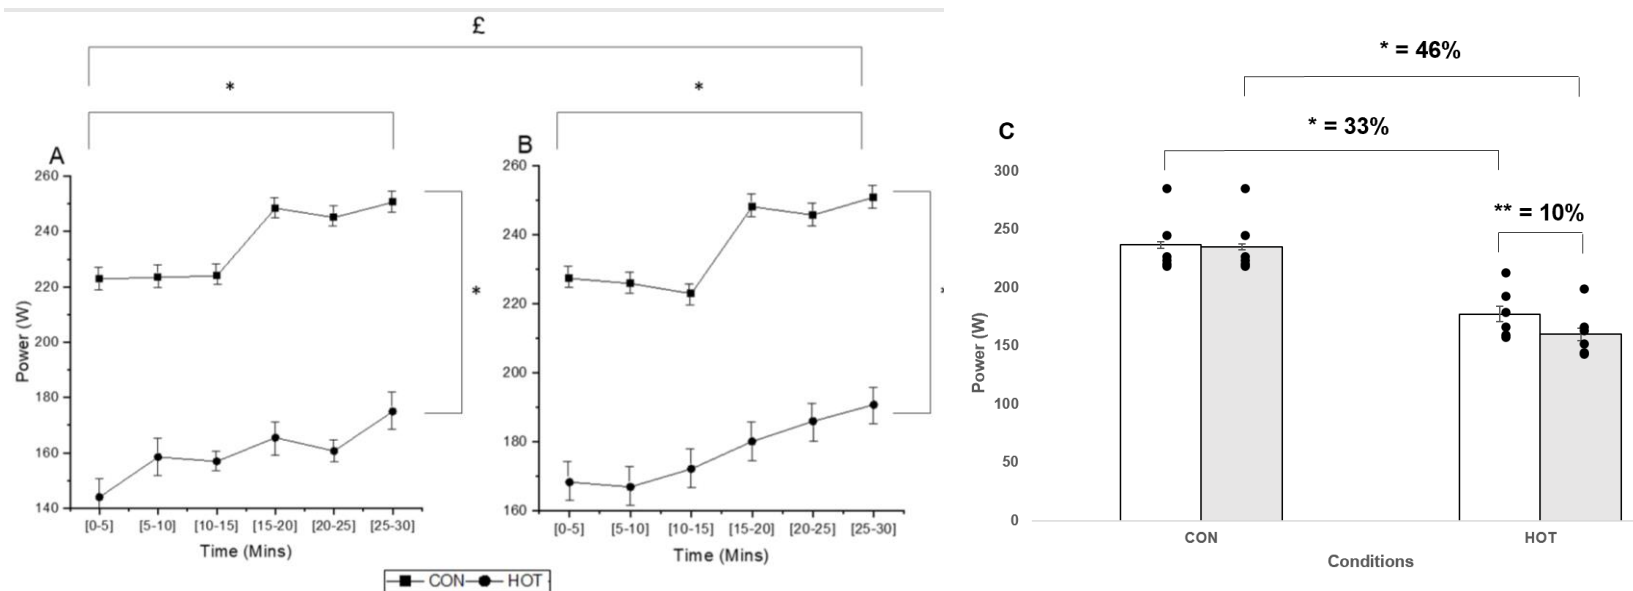 £
*
*
A
260
240
220
200
180
160
140
Power (W)
[0-5]
[5-10]
[10-15]
[15-20]
[20-25]
[25-30]
Time (Mins)
*
B
260
240
220
200
180
160
[0-5]
[5-10]
[10-15]
[15-20]
[20-25]
[25-30]
Time (Mins)
CON
HOT
* = 46%
* = 33%
C
** = 10%
300
250
200
150
100
50
0
Power (W)
CON
HOT
Conditions